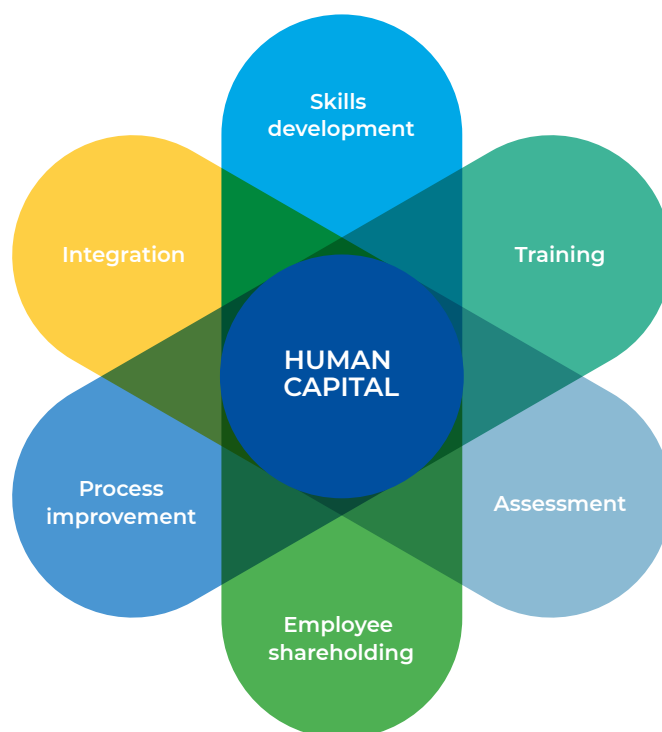 Skills
development
Integration
Training
HUMAN
CAPITAL
Process
improvement
Assessment
Employee
shareholding